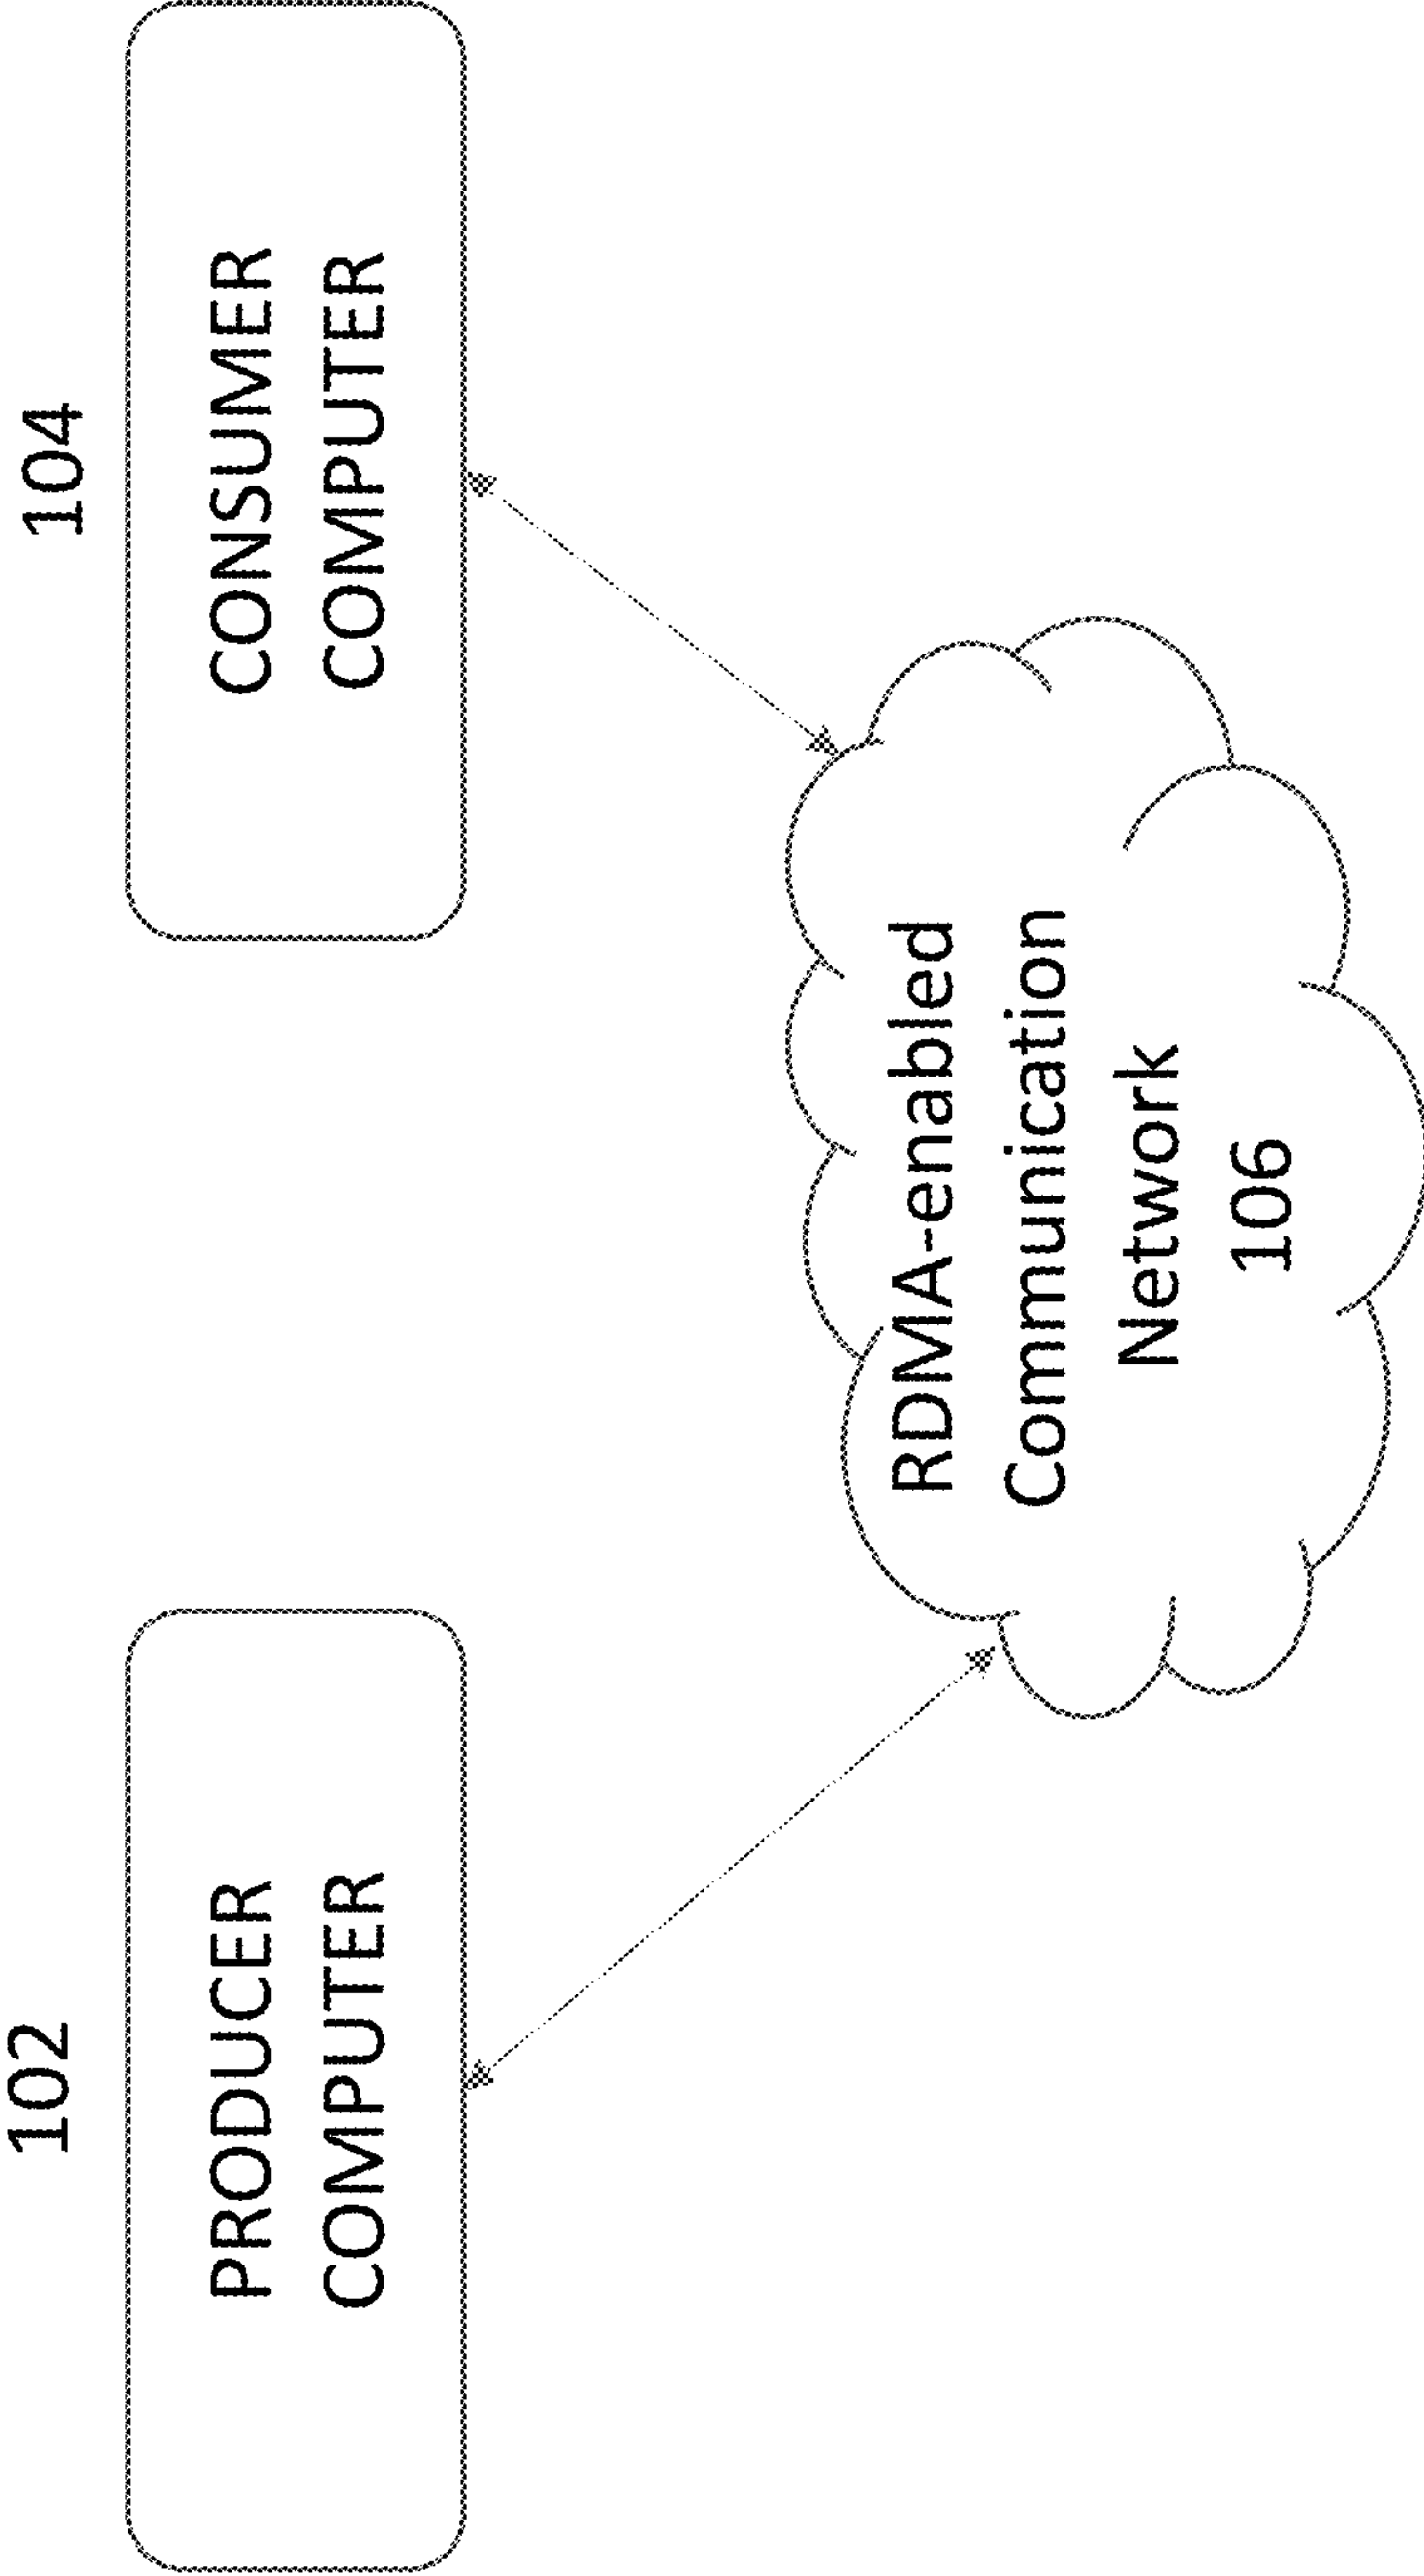 102
PRODUCER
COMPUTER
104
CONSUMER
COMPUTER
RDMA-enabled
Communication
Network
106